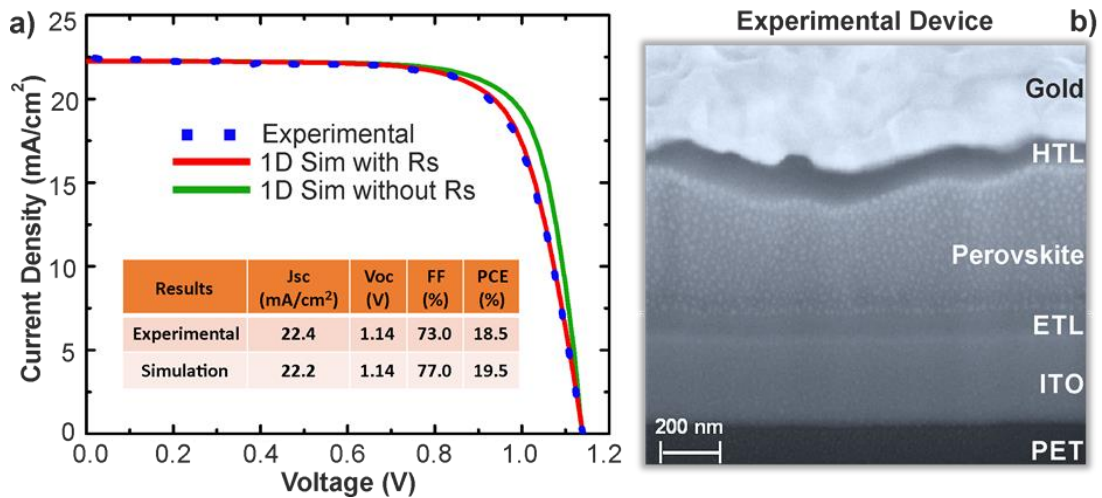 a)
25
20
15
10
5
0
Currrent Density (mA/cm²)
Experimental
1D Sim with Rs
1D Sim without Rs
Results Jsc (mA/cm²) Voc (V) FF (%) PCE (%)
Experimental 22.4 1.14 73.0 18.5
Simulation 22.2 1.14 77.0 19.5
0.0 0.2 0.4 0.6 0.8 1.0 1.2
Voltage (V)
Experimental Device
b)
Gold
HTL
Perovskite
ETL
ITO
200 nm
PET